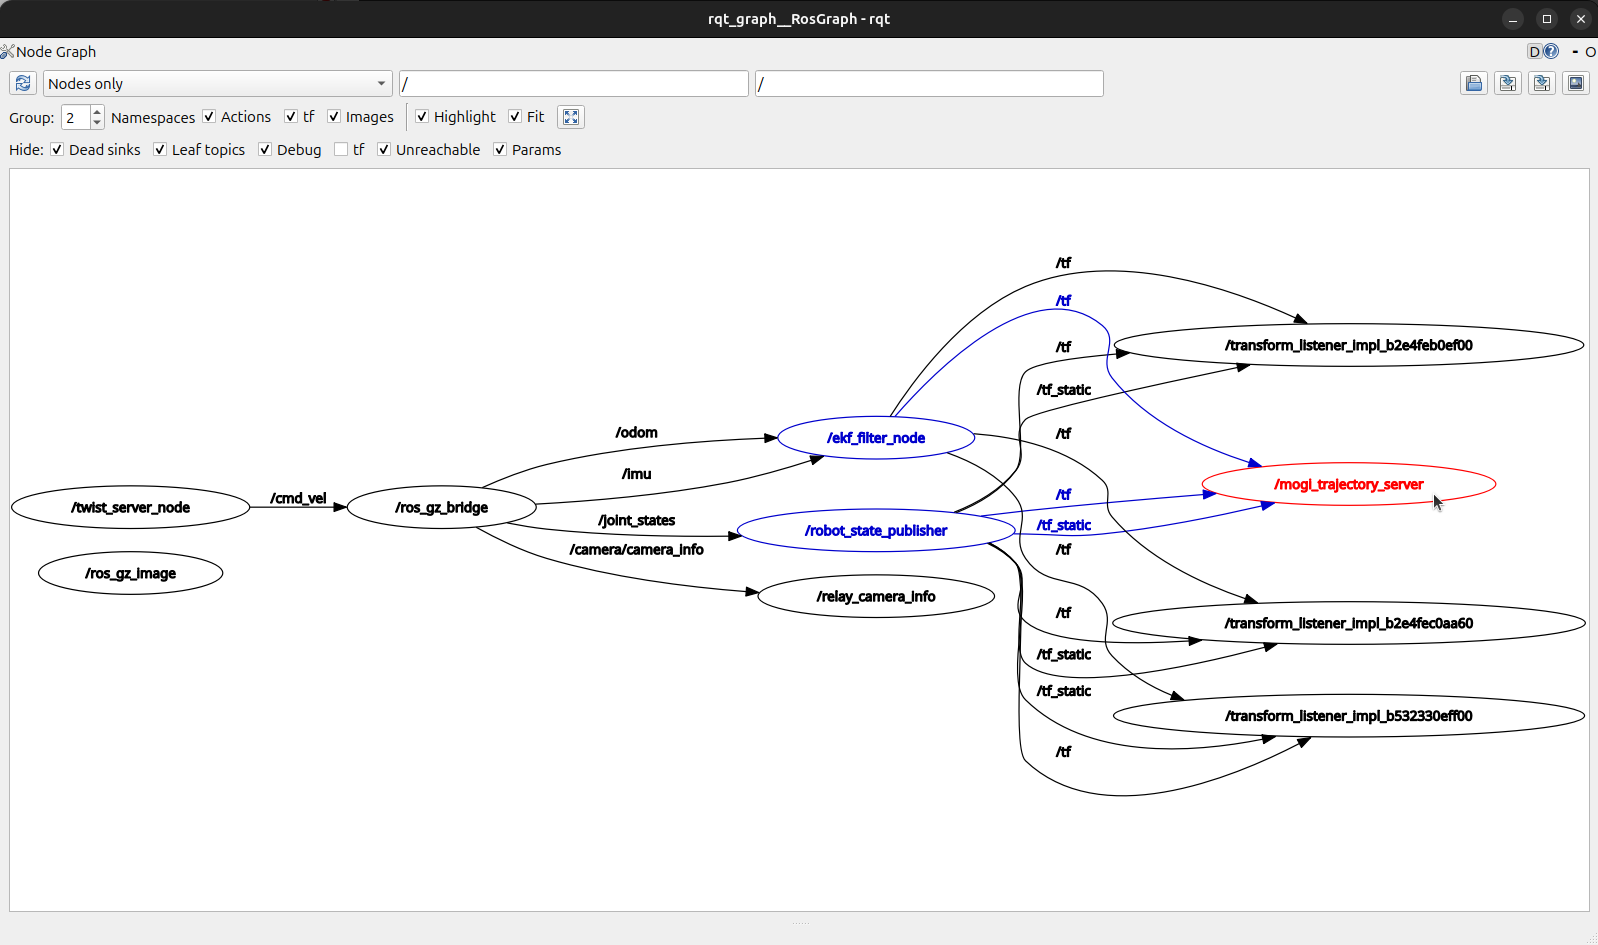 rqt_graph__RosGraph - rqt
Node Graph
D ? - O
Nodes only
/
/
Group: 2 Namespaces Actions tf Images Highlight Fit
Hide: Dead sinks Leaf topics Debug tf Unreachable Params
/tf
/tf
/transform_listener_impl_b2e4feb0ef00
/tf
/tf_static
/odom
/tf
/ekf_filter_node
/imu
/mogi_trajectory_server
/tf
/cmd_vel
/twist_server_node
/ros_gz_bridge
/joint_states
/tf_static
/robot_state_publisher
/camera/camera_info
/tf
/ros_gz_image
/relay_camera_info
/tf
/transform_listener_impl_b2e4fec0aa60
/tf_static
/tf_static
/transform_listener_impl_b532330eff00
/tf